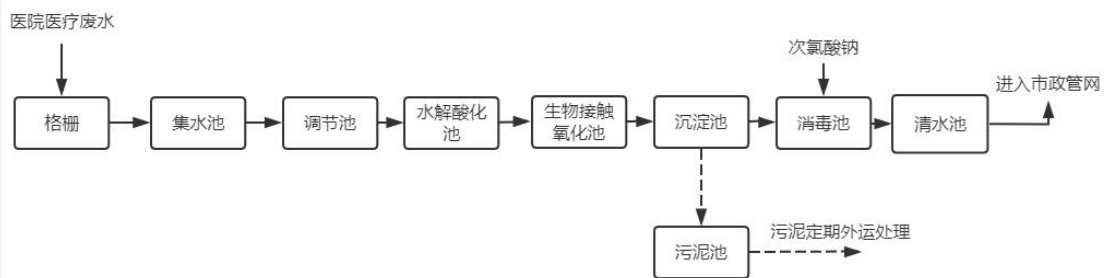 医院医疗废水
次氯酸钠
进入市政管网
格栅
集水池
调节池
水解酸化
池
生物接触
氧化池
沉淀池
消毒池
清水池
污泥池
污泥定期外运处理